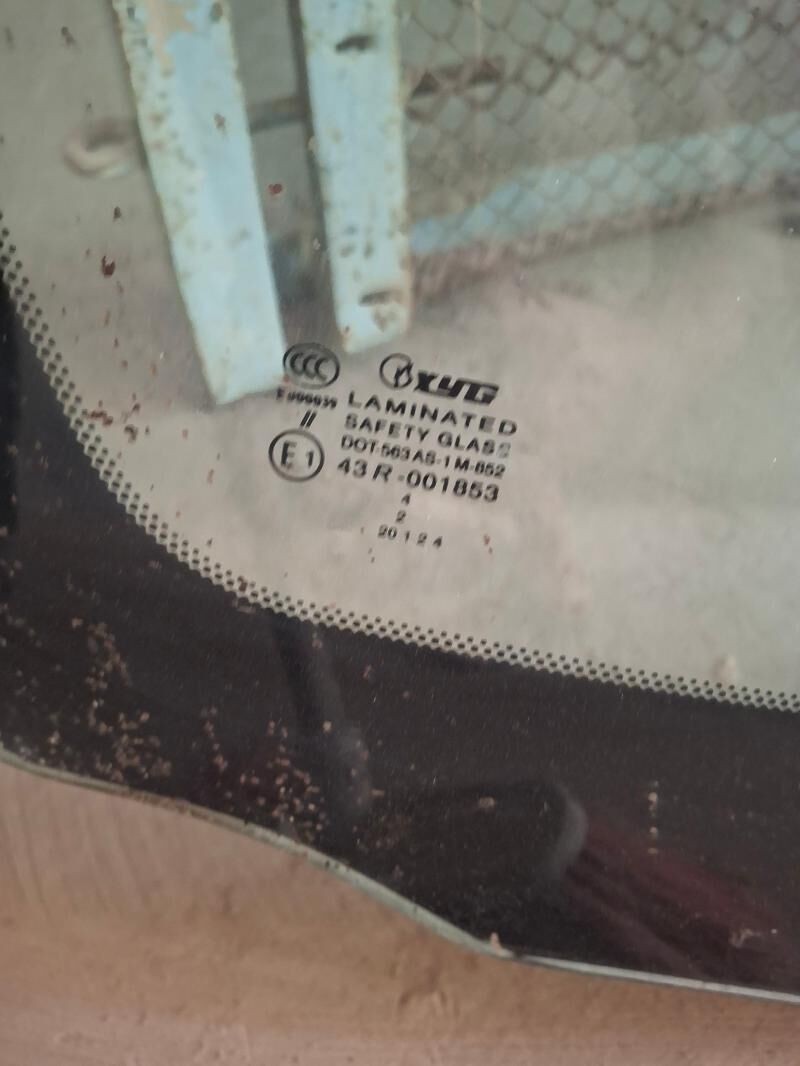 CCC
XYG
E000039
LAMINATED
//
SAFETY GLASS
DOT-563 AS-1 M-652
E1
43 R-001853
4
2
20 1 2 4